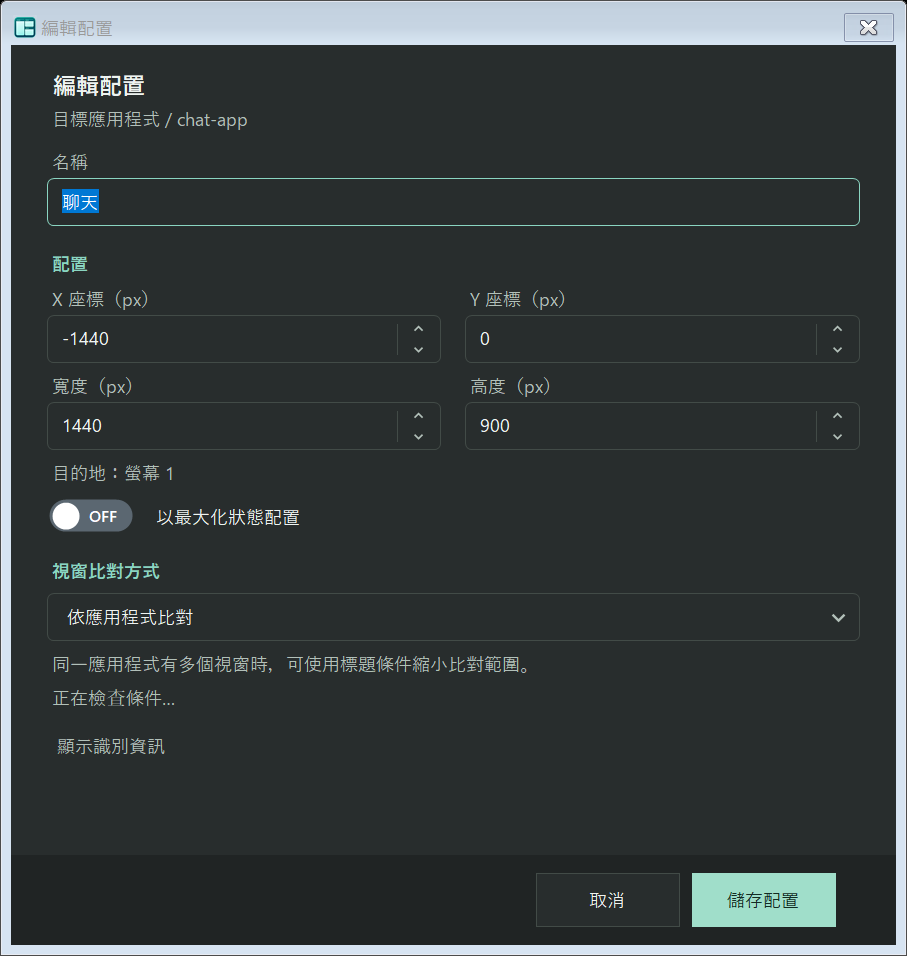 編輯配置
編輯配置
目標應用程式 / chat-app
名稱
聊天
配置
X 座標（px）
Y 座標（px）
-1440
0
寬度（px）
高度（px）
1440
900
目的地：螢幕 1
OFF 以最大化狀態配置
視窗比對方式
依應用程式比對
同一應用程式有多個視窗時，可使用標題條件縮小比對範圍。
正在檢查條件...
顯示識別資訊
取消
儲存配置